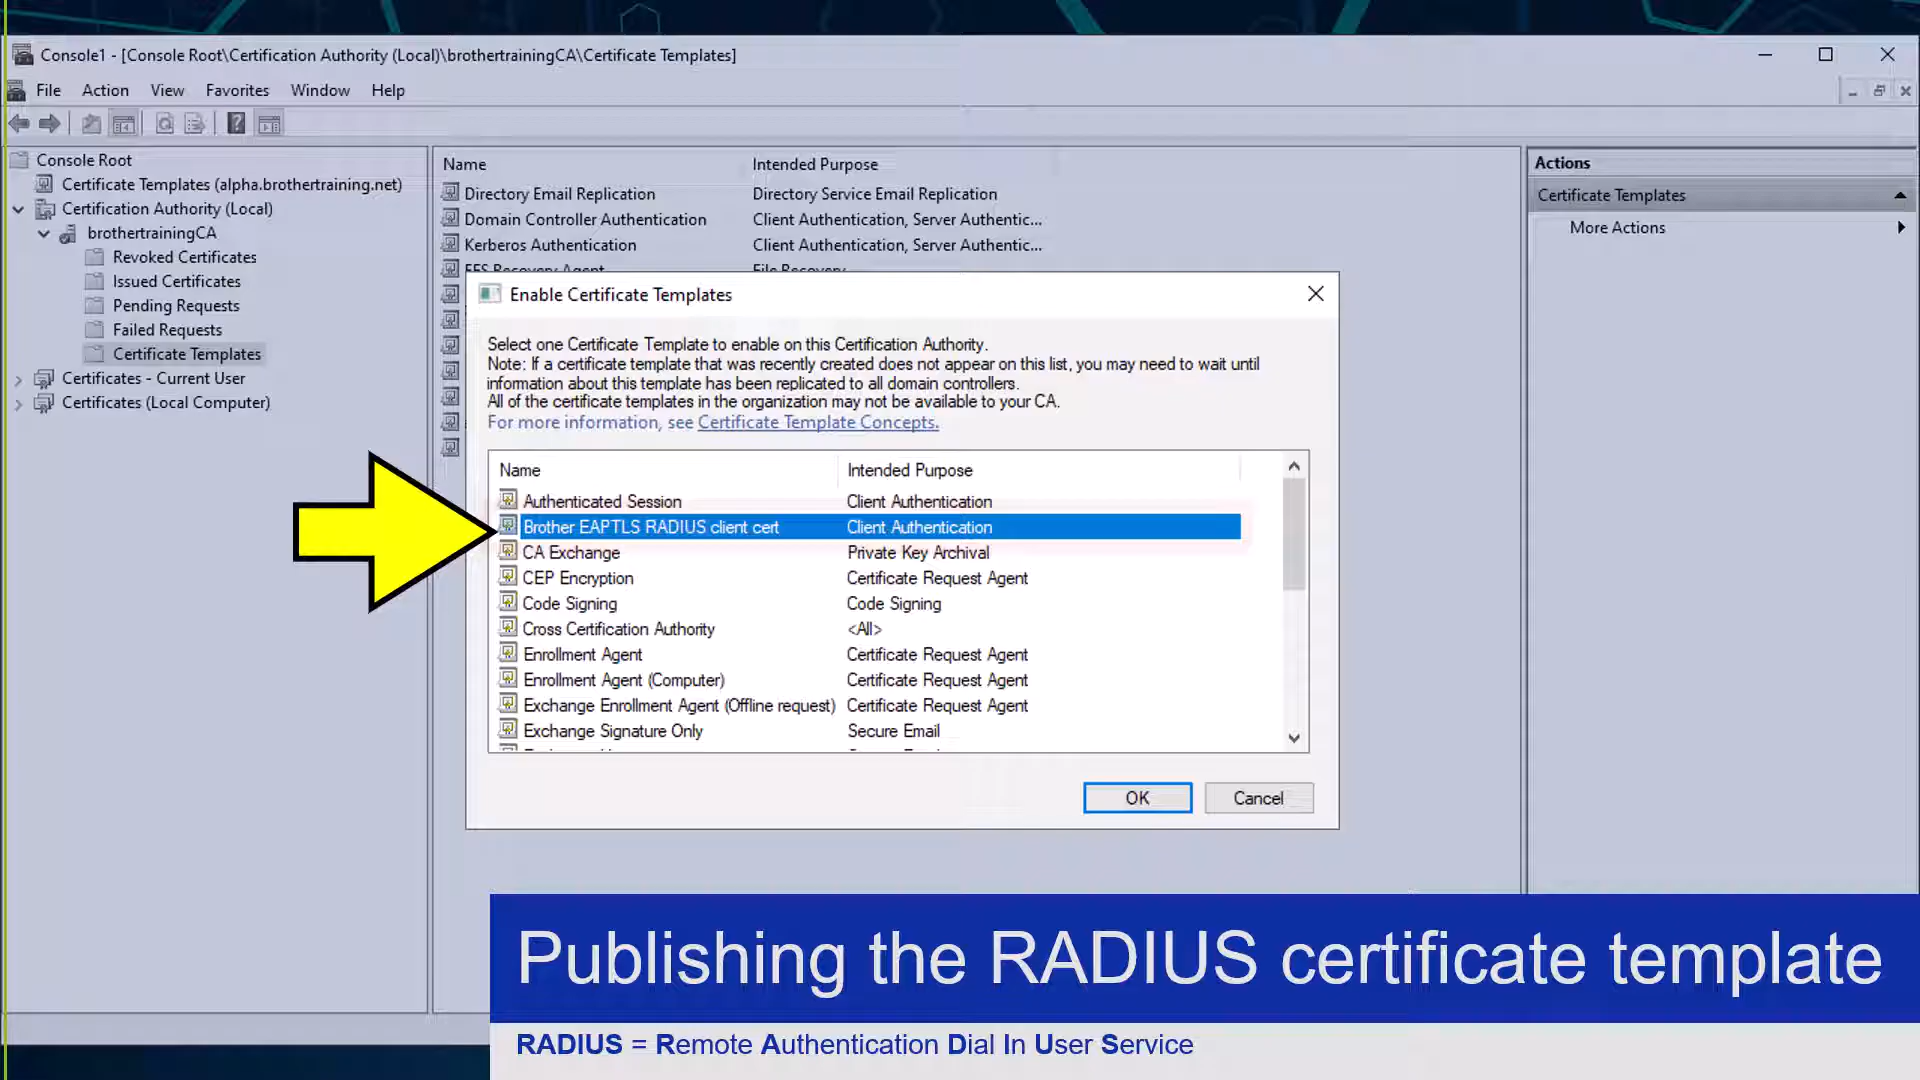 Console1 - [Console Root\Certification Authority (Local)\brothertrainingCA\Certificate Templates]
File Action View Favorites Window Help
Console Root
Certificate Templates (alpha.brothertraining.net)
Certification Authority (Local)
brothertrainingCA
Revoked Certificates
Issued Certificates
Pending Requests
Failed Requests
Certificate Templates
Certificates - Current User
Certificates (Local Computer)
Name Intended Purpose
Directory Email Replication Directory Service Email Replication
Domain Controller Authentication Client Authentication, Server Authentic...
Kerberos Authentication Client Authentication, Server Authentic...
EFS Recovery Agent File Recovery
Actions
Certificate Templates
More Actions
Enable Certificate Templates
Select one Certificate Template to enable on this Certification Authority.
Note: If a certificate template that was recently created does not appear on this list, you may need to wait until
information about this template has been replicated to all domain controllers.
All of the certificate templates in the organization may not be available to your CA.
For more information, see Certificate Template Concepts.
Name Intended Purpose
Authenticated Session Client Authentication
Brother EAPTLS RADIUS client cert Client Authentication
CA Exchange Private Key Archival
CEP Encryption Certificate Request Agent
Code Signing Code Signing
Cross Certification Authority <All>
Enrollment Agent Certificate Request Agent
Enrollment Agent (Computer) Certificate Request Agent
Exchange Enrollment Agent (Offline request) Certificate Request Agent
Exchange Signature Only Secure Email
OK Cancel
Publishing the RADIUS certificate template
RADIUS = Remote Authentication Dial In User Service